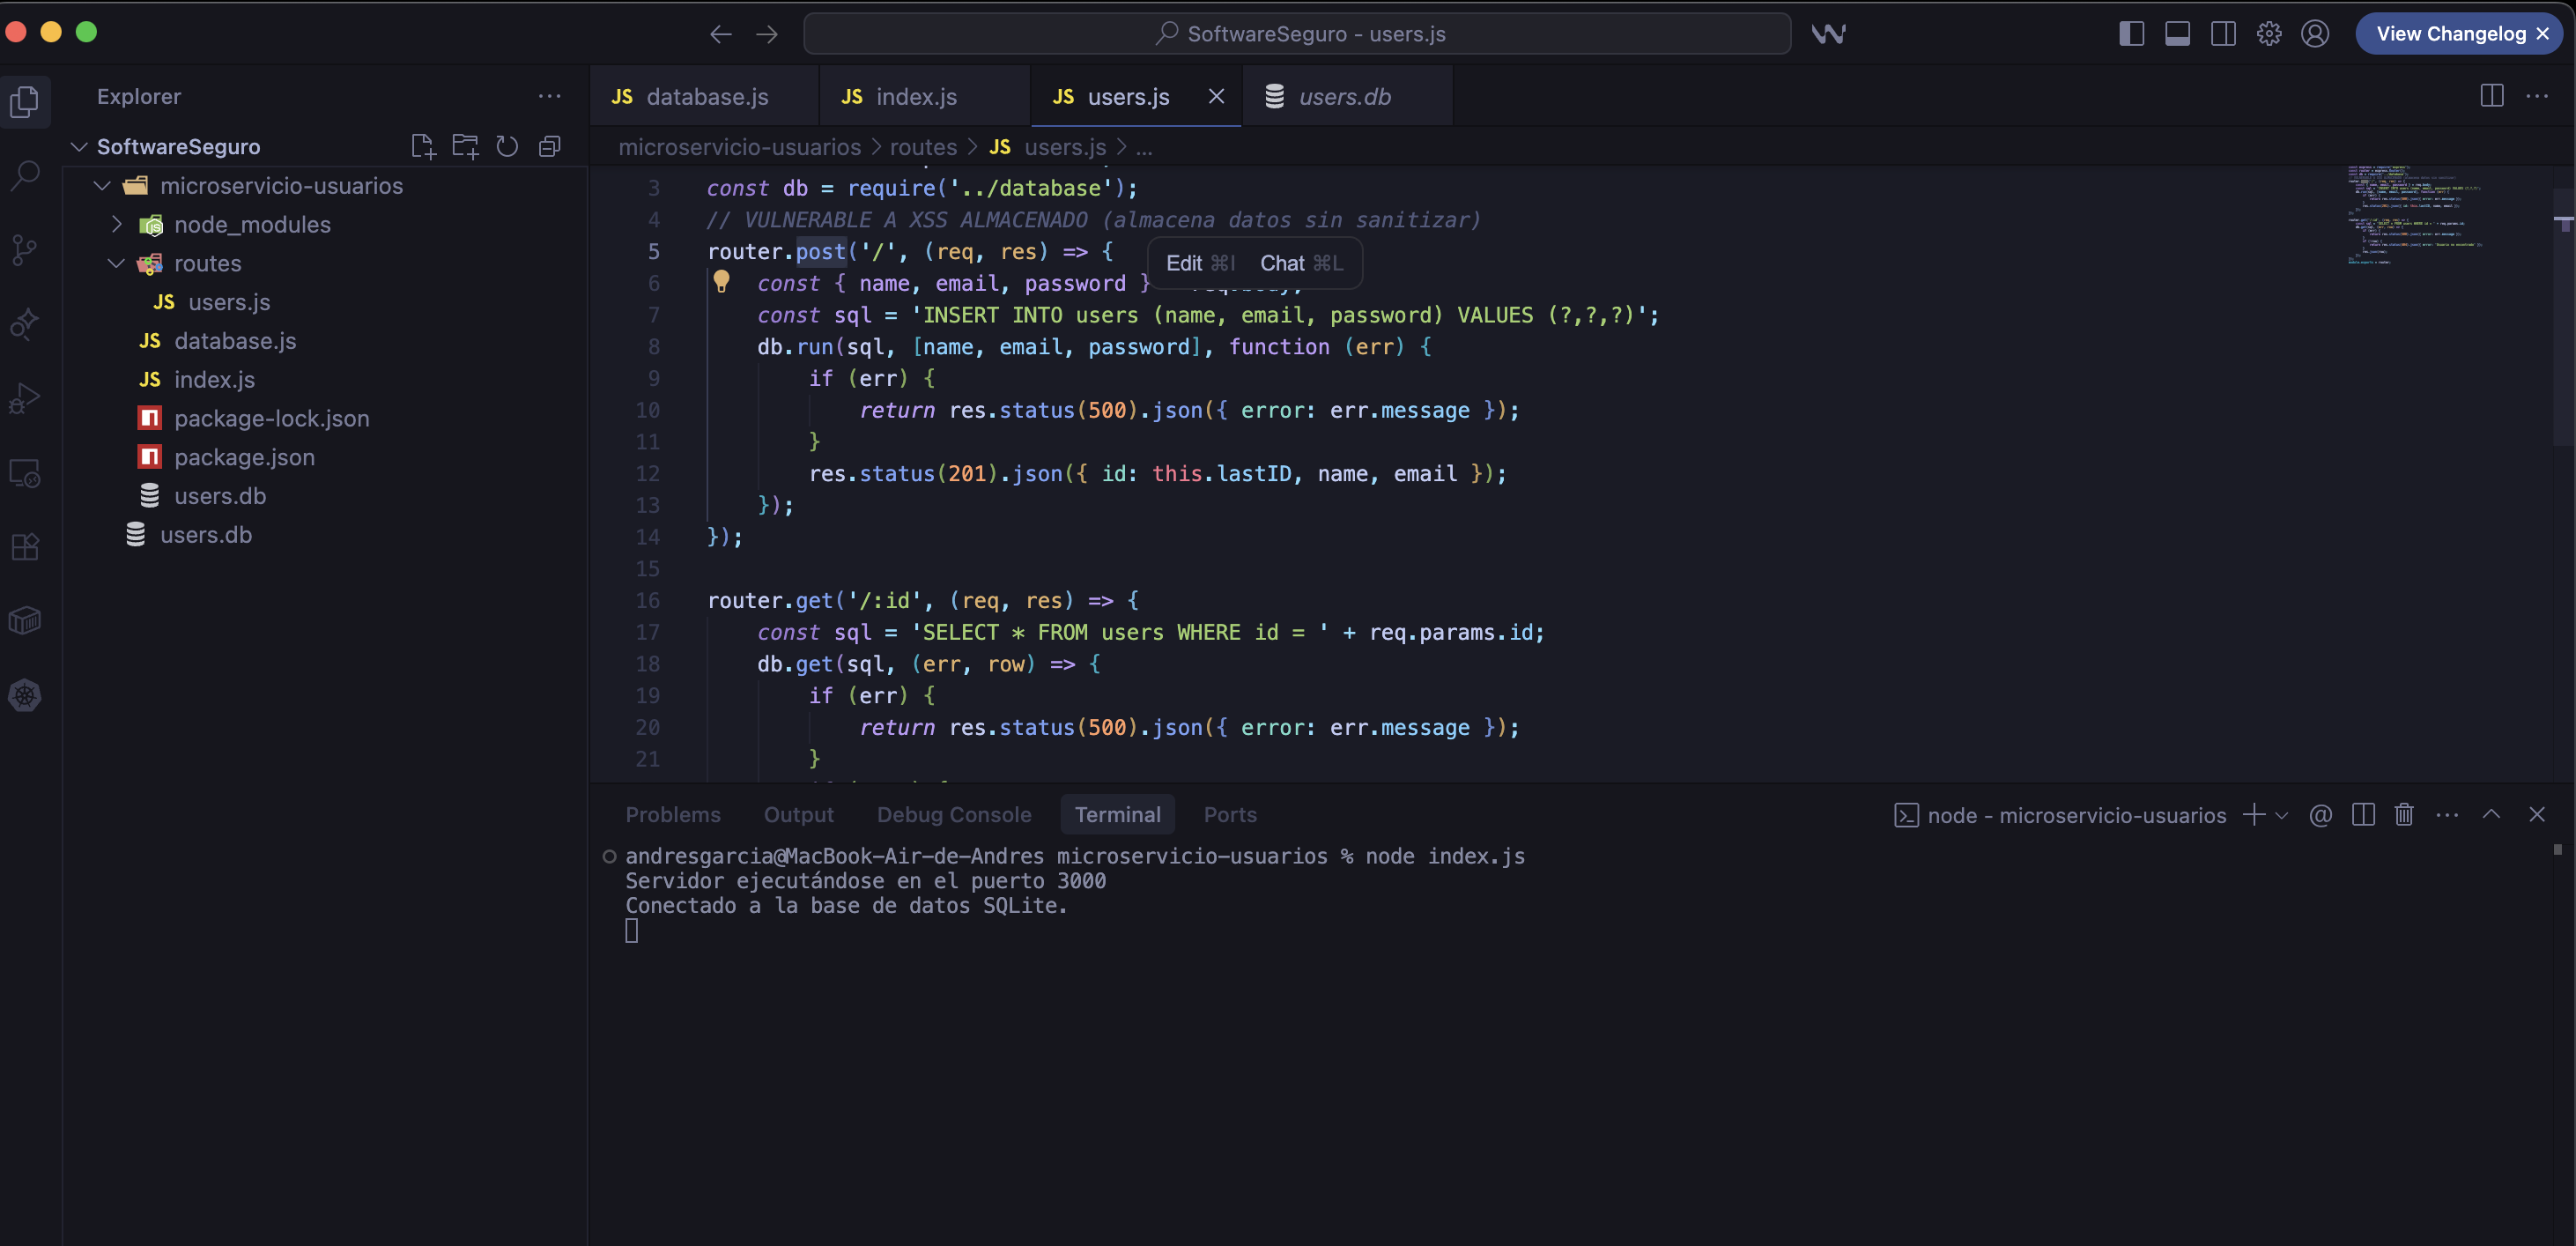 SoftwareSeguro - users.js
View Changelog
Explorer
SoftwareSeguro
microservicio-usuarios
node_modules
routes
JS users.js
JS database.js
JS index.js
package-lock.json
package.json
users.db
users.db
JS database.js
JS index.js
JS users.js
users.db
microservicio-usuarios > routes > JS users.js > ...
3 const db = require('../database');
4 // VULNERABLE A XSS ALMACENADO (almacena datos sin sanitizar)
5 router.post('/', (req, res) => {
Edit ⌘I Chat ⌘L
6 const { name, email, password }
7 const sql = 'INSERT INTO users (name, email, password) VALUES (?,?,?)';
8 db.run(sql, [name, email, password], function (err) {
9 if (err) {
10 return res.status(500).json({ error: err.message });
11 }
12 res.status(201).json({ id: this.lastID, name, email });
13 });
14 });
15
16 router.get('/:id', (req, res) => {
17 const sql = 'SELECT * FROM users WHERE id = ' + req.params.id;
18 db.get(sql, (err, row) => {
19 if (err) {
20 return res.status(500).json({ error: err.message });
21 }
Problems Output Debug Console Terminal Ports
node - microservicio-usuarios
andresgarcia@MacBook-Air-de-Andres microservicio-usuarios % node index.js
Servidor ejecutándose en el puerto 3000
Conectado a la base de datos SQLite.